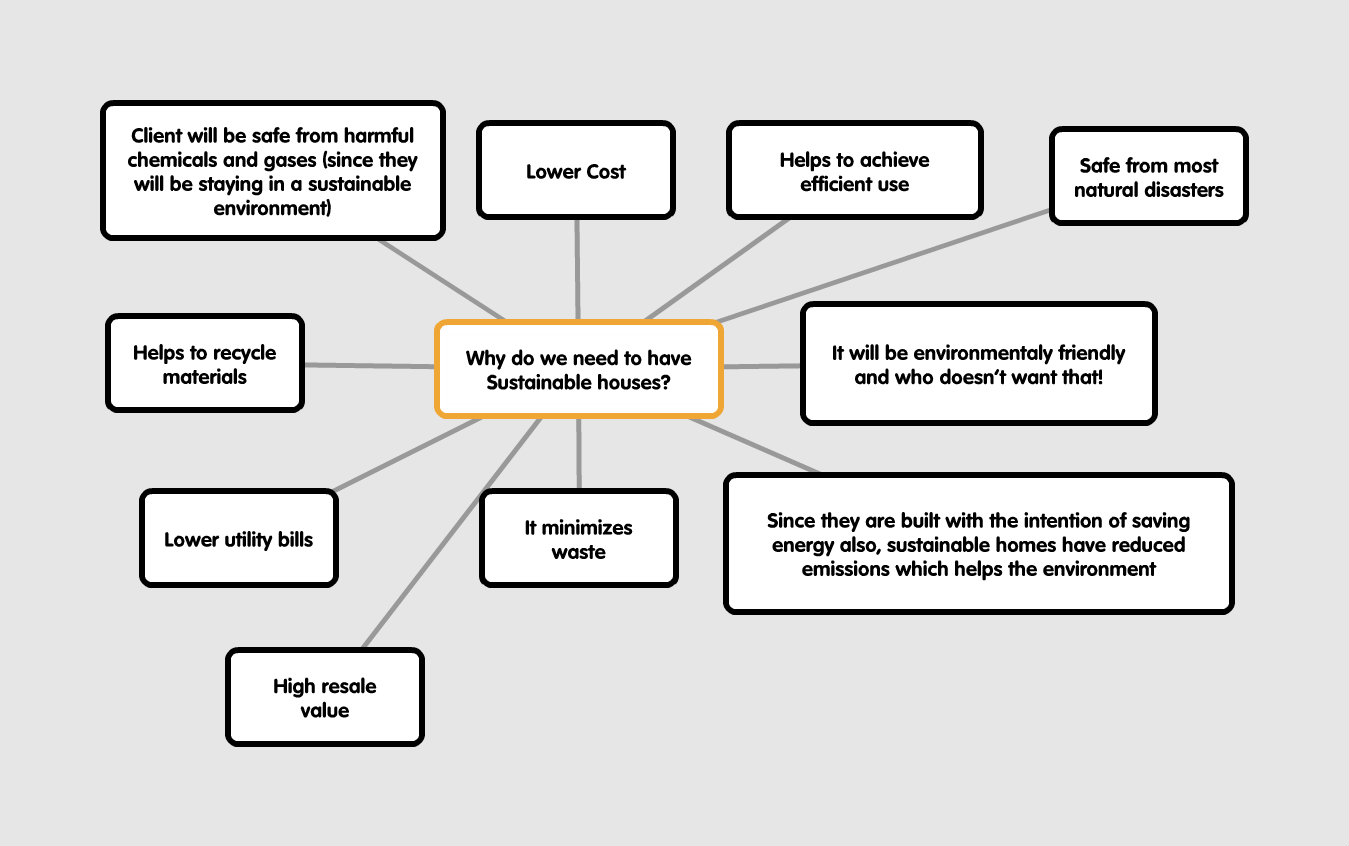 Client will be safe from harmful
chemicals and gases (since they
will be staying in a sustainable
environment)
Lower Cost
Helps to achieve
efficient use
Safe from most
natural disasters
Helps to recycle
materials
Why do we need to have
Sustainable houses?
It will be environmentaly friendly
and who doesn't want that!
Lower utility bills
It minimizes
waste
Since they are built with the intention of saving
energy also, sustainable homes have reduced
emissions which helps the environment
High resale
value